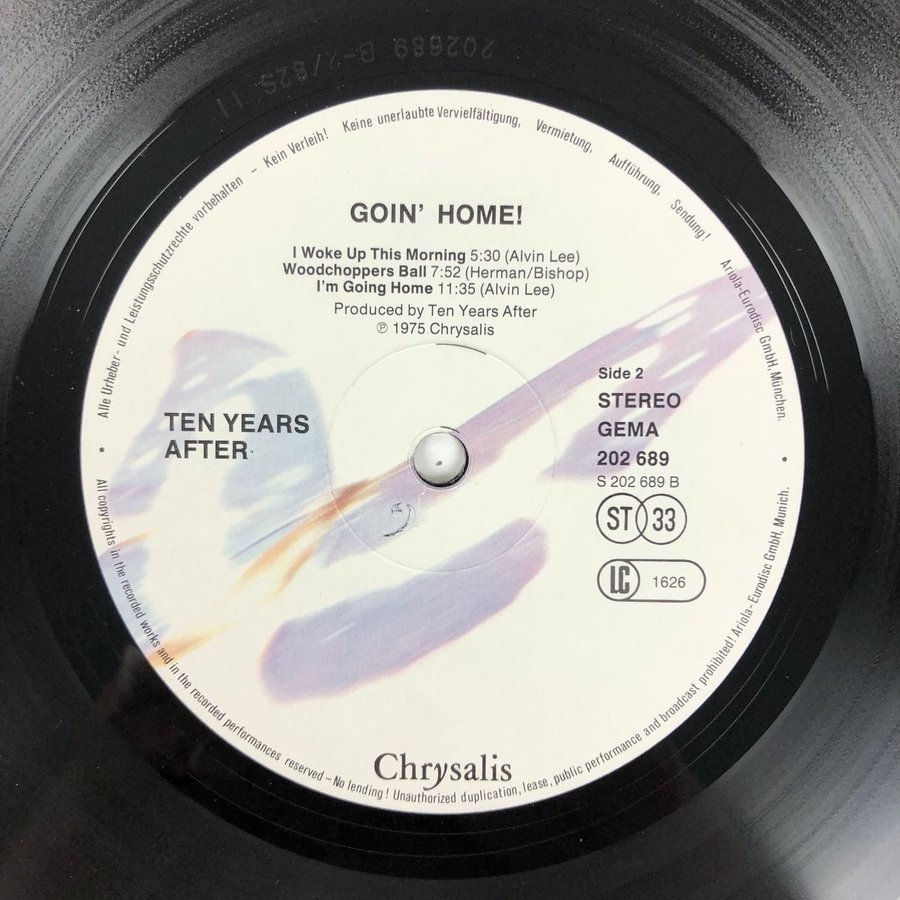 202689 B-2/82S 11
Alle Urheber- und Leistungsschutzrechte vorbehalten – Kein Verleih! Keine unerlaubte Vervielfältigung, Vermietung, Aufführung, Sendung!
Ariola-Eurodisc GmbH, München.
GOIN' HOME!
I Woke Up This Morning 5:30 (Alvin Lee)
Woodchoppers Ball 7:52 (Herman/Bishop)
I'm Going Home 11:35 (Alvin Lee)
Produced by Ten Years After
℗ 1975 Chrysalis
TEN YEARS
AFTER
Side 2
STEREO
GEMA
202 689
S 202 689 B
ST 33
LC 1626
Chrysalis
All copyrights in the recorded works and in the recorded performances reserved – No lending! Unauthorized duplication, lease, public performance and broadcast prohibited! Ariola-Eurodisc GmbH, Munich.